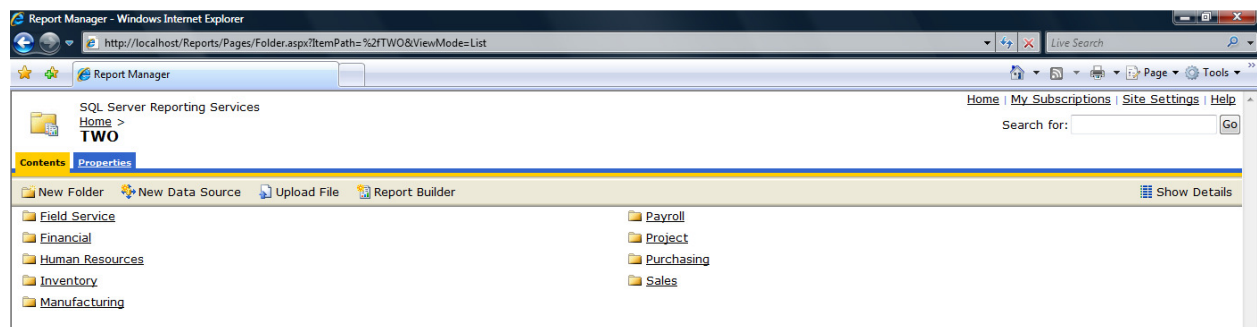 Report Manager - Windows Internet Explorer
http://localhost/Reports/Pages/Folder.aspx?ItemPath=%2fTWO&ViewMode=List
Live Search
Report Manager
Page
Tools
SQL Server Reporting Services
Home | My Subscriptions | Site Settings | Help
Home >
TWO
Search for:
Go
Contents
Properties
New Folder
New Data Source
Upload File
Report Builder
Show Details
Field Service
Financial
Human Resources
Inventory
Manufacturing
Payroll
Project
Purchasing
Sales